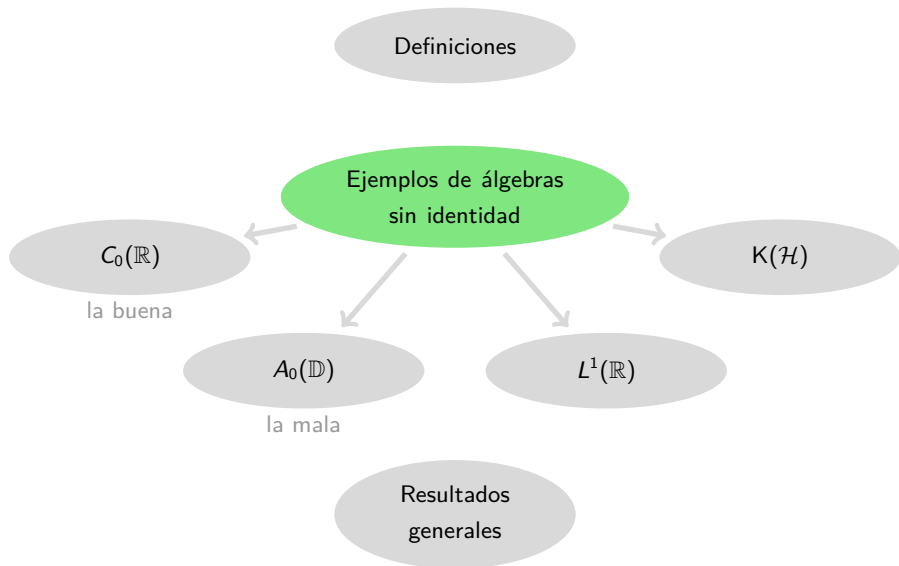 Definiciones
Ejemplos de álgebras
sin identidad
C₀(ℝ)
K(ℋ)
la buena
A₀(𝔻)
L¹(ℝ)
la mala
Resultados
generales